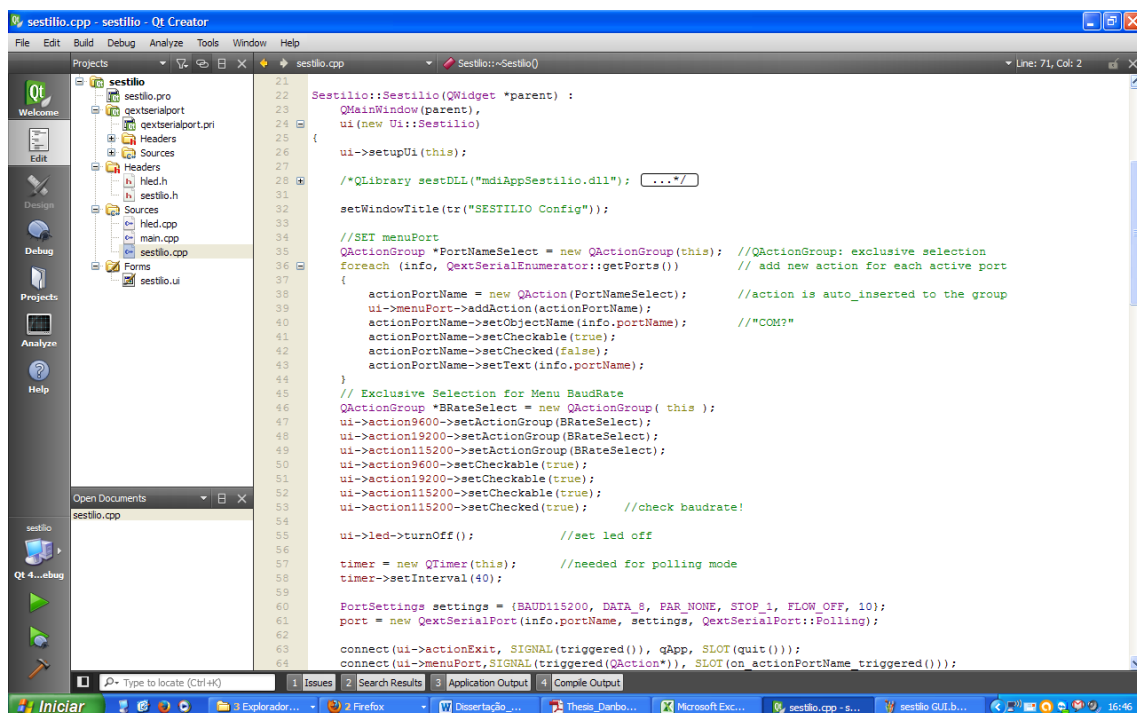 sestilio.cpp - sestilio - Qt Creator
File Edit Build Debug Analyze Tools Window Help
Projects sestilio.cpp Sestilio::~Sestilio() Line: 71, Col: 2
Welcome
Edit
Design
Debug
Projects
Analyze
Help
sestilio
Qt 4...ebug
sestilio
sestilio.pro
qextserialport
qextserialport.pri
Headers
Sources
Headers
hled.h
sestilio.h
Sources
hled.cpp
main.cpp
sestilio.cpp
Forms
sestilio.ui
Open Documents
sestilio.cpp
21
22 Sestilio::Sestilio(QWidget *parent) :
23 QMainWindow(parent),
24 ui(new Ui::Sestilio)
25 {
26 ui->setupUi(this);
27
28 /*QLibrary sestDLL("mdiAppSestilio.dll"); ...*/
31
32 setWindowTitle(tr("SESTILIO Config"));
33
34 //SET menuPort
35 QActionGroup *PortNameSelect = new QActionGroup(this); //QActionGroup: exclusive selection
36 foreach (info, QextSerialEnumerator::getPorts()) // add new action for each active port
37 {
38 actionPortName = new QAction(PortNameSelect); //action is auto_inserted to the group
39 ui->menuPort->addAction(actionPortName);
40 actionPortName->setObjectName(info.portName); //"COM?"
41 actionPortName->setCheckable(true);
42 actionPortName->setChecked(false);
43 actionPortName->setText(info.portName);
44 }
45 // Exclusive Selection for Menu BaudRate
46 QActionGroup *BRateSelect = new QActionGroup( this );
47 ui->action9600->setActionGroup(BRateSelect);
48 ui->action19200->setActionGroup(BRateSelect);
49 ui->action115200->setActionGroup(BRateSelect);
50 ui->action9600->setCheckable(true);
51 ui->action19200->setCheckable(true);
52 ui->action115200->setCheckable(true);
53 ui->action115200->setChecked(true); //check baudrate!
54
55 ui->led->turnOff(); //set led off
56
57 timer = new QTimer(this); //needed for polling mode
58 timer->setInterval(40);
59
60 PortSettings settings = {BAUD115200, DATA_8, PAR_NONE, STOP_1, FLOW_OFF, 10};
61 port = new QextSerialPort(info.portName, settings, QextSerialPort::Polling);
62
63 connect(ui->actionExit, SIGNAL(triggered()), qApp, SLOT(quit()));
64 connect(ui->menuPort,SIGNAL(triggered(QAction*)), SLOT(on_actionPortName_triggered()));
Type to locate (Ctrl+K) 1 Issues 2 Search Results 3 Application Output 4 Compile Output
Iniciar 3 Explorador... 2 Firefox Dissertação_... Thesis_Danbo... Microsoft Exc... sestilio.cpp - s... sestilio GUI.b... 16:46